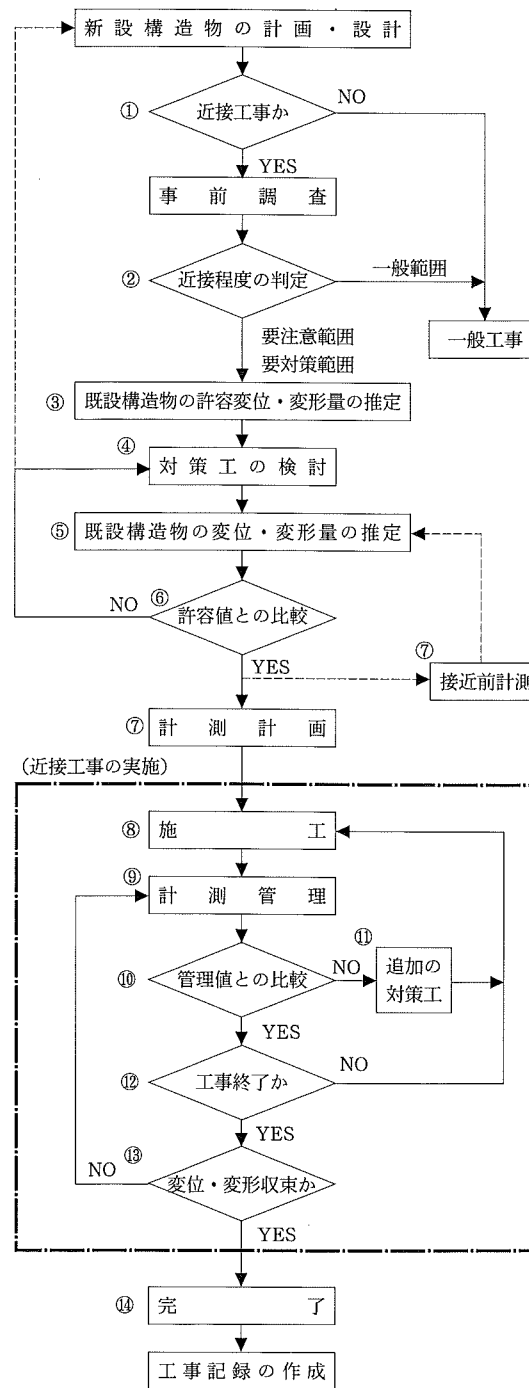 新設構造物の計画・設計
① 近接工事か NO
YES
事前調査
② 近接程度の判定 一般範囲
一般工事
要注意範囲
要対策範囲
③ 既設構造物の許容変位・変形量の推定
④
対策工の検討
⑤ 既設構造物の変位・変形量の推定
NO ⑥ 許容値との比較
YES
⑦
接近前計測
⑦ 計測計画
(近接工事の実施)
⑧ 施工
⑨
計測管理
⑩ 管理値との比較 NO
⑪
追加の
対策工
YES
⑫ 工事終了か NO
YES
NO ⑬ 変位・変形収束か
YES
⑭ 完了
工事記録の作成